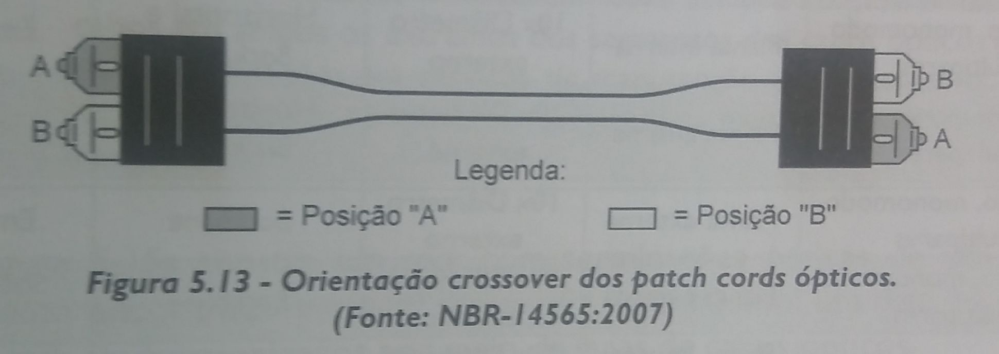 A
B
B
A
Legenda:
= Posição "A"
= Posição "B"
Figura 5.13 - Orientação crossover dos patch cords ópticos.
(Fonte: NBR-14565:2007)